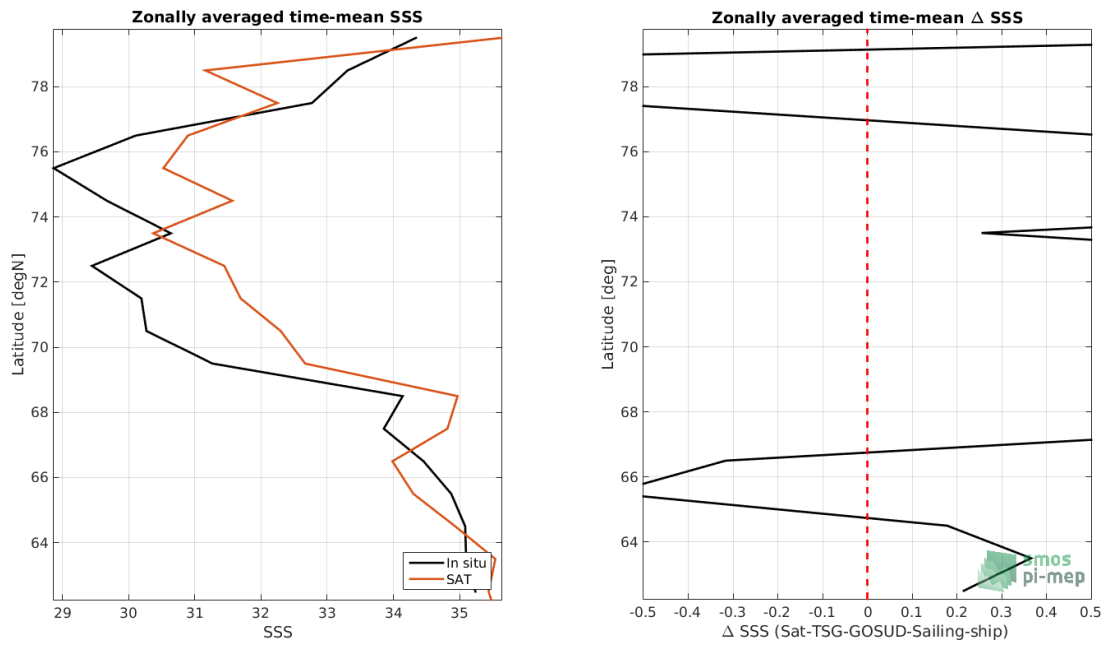 Zonally averaged time-mean SSS
78
76
74
72
70
68
66
64
Latitude [degN]
29 30 31 32 33 34 35
SSS
In situ
SAT
Zonally averaged time-mean Δ SSS
78
76
74
72
70
68
66
64
Latitude [deg]
-0.5 -0.4 -0.3 -0.2 -0.1 0 0.1 0.2 0.3 0.4 0.5
Δ SSS (Sat-TSG-GOSUD-Sailing-ship)
smos
pi-mep